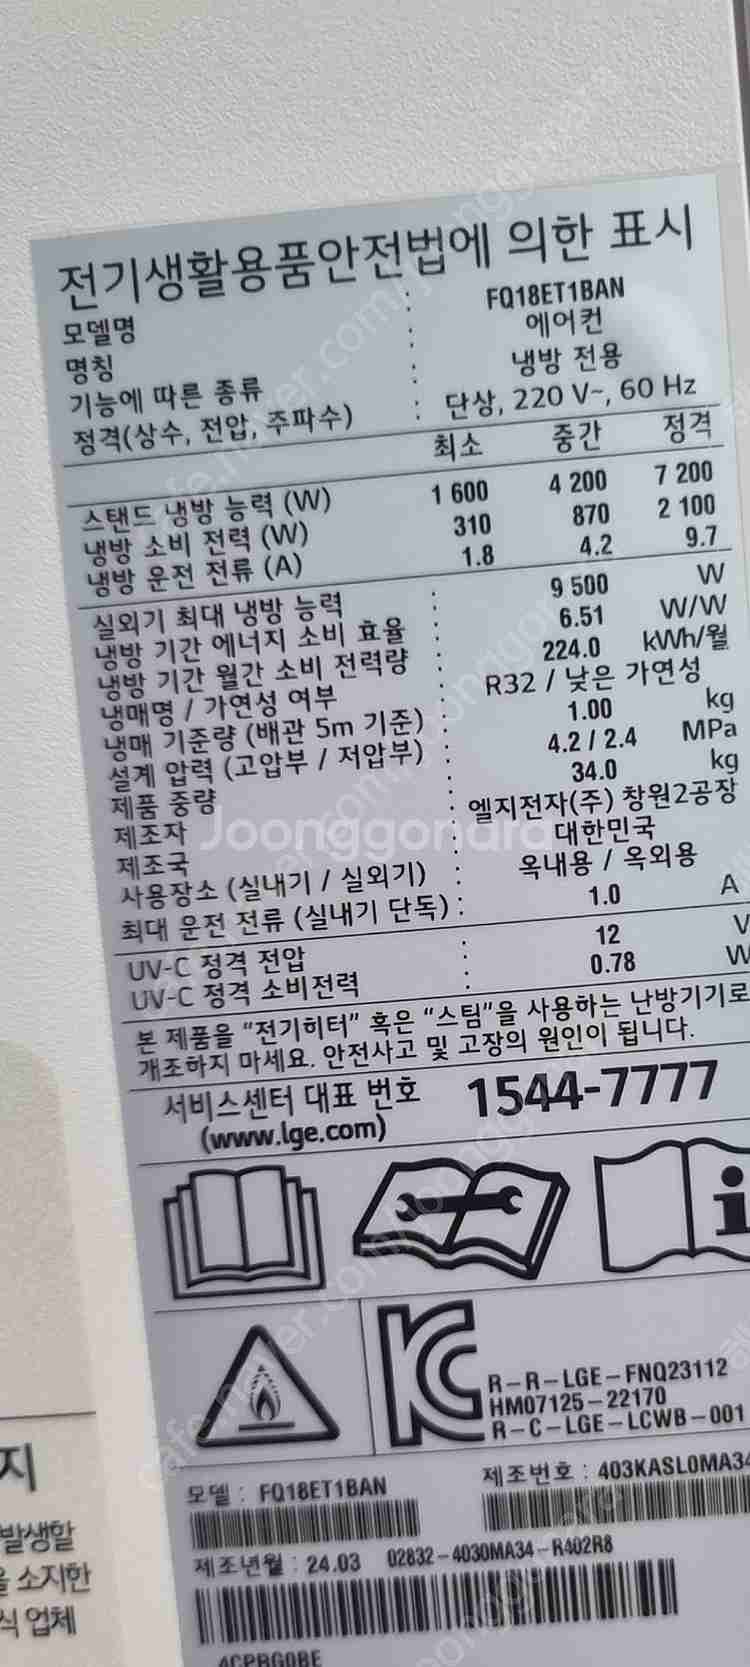 전기생활용품안전법에 의한 표시
모델명 : FQ18ET1BAN
명칭 : 에어컨
기능에 따른 종류 : 냉방 전용
정격(상수, 전압, 주파수) : 단상, 220 V~, 60 Hz
최소 중간 정격
스탠드 냉방 능력 (W) 1 600 4 200 7 200
냉방 소비 전력 (W) 310 870 2 100
냉방 운전 전류 (A) 1.8 4.2 9.7
실외기 최대 냉방 능력 : 9 500 W
냉방 기간 에너지 소비 효율 : 6.51 W/W
냉방 기간 월간 소비 전력량 : 224.0 kWh/월
냉매명 / 가연성 여부 : R32 / 낮은 가연성
냉매 기준량 (배관 5m 기준) : 1.00 kg
설계 압력 (고압부 / 저압부) : 4.2 / 2.4 MPa
제품 중량 : 34.0 kg
제조자 : 엘지전자(주) 창원2공장
제조국 : 대한민국
사용장소 (실내기 / 실외기) : 옥내용 / 옥외용
최대 운전 전류 (실내기 단독) : 1.0 A
UV-C 정격 전압 : 12 V
UV-C 정격 소비전력 : 0.78 W
본 제품을 "전기히터" 혹은 "스팀"을 사용하는 난방기기로
개조하지 마세요. 안전사고 및 고장의 원인이 됩니다.
서비스센터 대표 번호 1544-7777
(www.lge.com)
R-R-LGE-FNQ23112
HM07125-22170
R-C-LGE-LCWB-001
모델 : FQ18ET1BAN 제조번호 : 403KASL0MA34
제조년월 : 24.03 02832-4030MA34-R402R8
4CPRG0BE
지
발생할
소지한
식 업체
Joonggonara